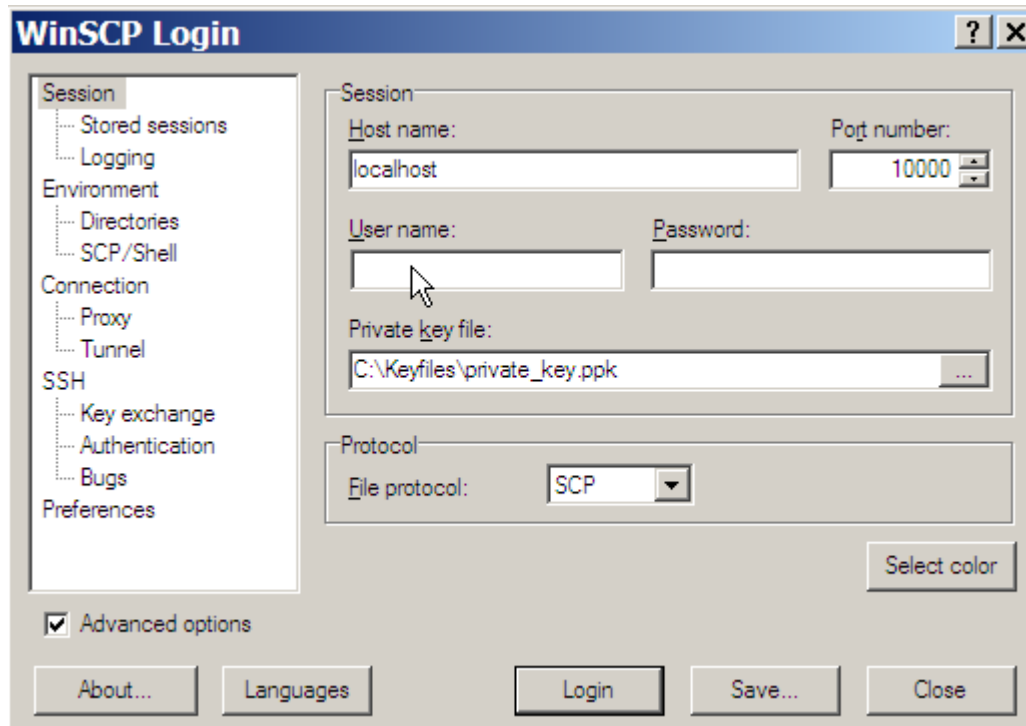 WinSCP Login
Session
Stored sessions
Logging
Environment
Directories
SCP/Shell
Connection
Proxy
Tunnel
SSH
Key exchange
Authentication
Bugs
Preferences
Session
Host name: Port number:
localhost 10000
User name: Password:
Private key file:
C:\Keyfiles\private_key.ppk ...
Protocol
File protocol: SCP
Select color
Advanced options
About... Languages Login Save... Close